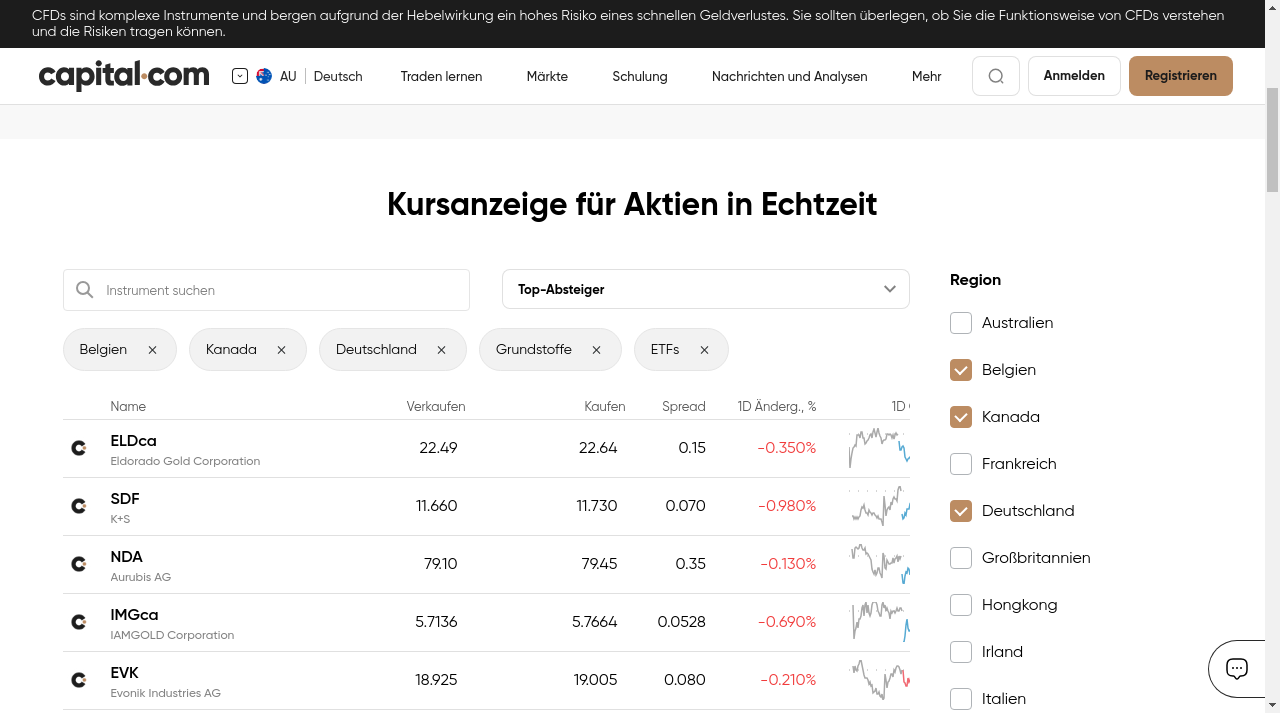 CFDs sind komplexe Instrumente und bergen aufgrund der Hebelwirkung ein hohes Risiko eines schnellen Geldverlustes. Sie sollten überlegen, ob Sie die Funktionsweise von CFDs verstehen
und die Risiken tragen können.
capital.com AU Deutsch Traden lernen Märkte Schulung Nachrichten und Analysen Mehr Anmelden Registrieren
Kursanzeige für Aktien in Echtzeit
Instrument suchen Top-Absteiger
Belgien Kanada Deutschland Grundstoffe ETFs
Name Verkaufen Kaufen Spread 1D Änderg., % 1D
ELDca 22.49 22.64 0.15 -0.350%
Eldorado Gold Corporation
SDF 11.660 11.730 0.070 -0.980%
K+S
NDA 79.10 79.45 0.35 -0.130%
Aurubis AG
IMGca 5.7136 5.7664 0.0528 -0.690%
IAMGOLD Corporation
EVK 18.925 19.005 0.080 -0.210%
Evonik Industries AG
Region
Australien
Belgien
Kanada
Frankreich
Deutschland
Großbritannien
Hongkong
Irland
Italien